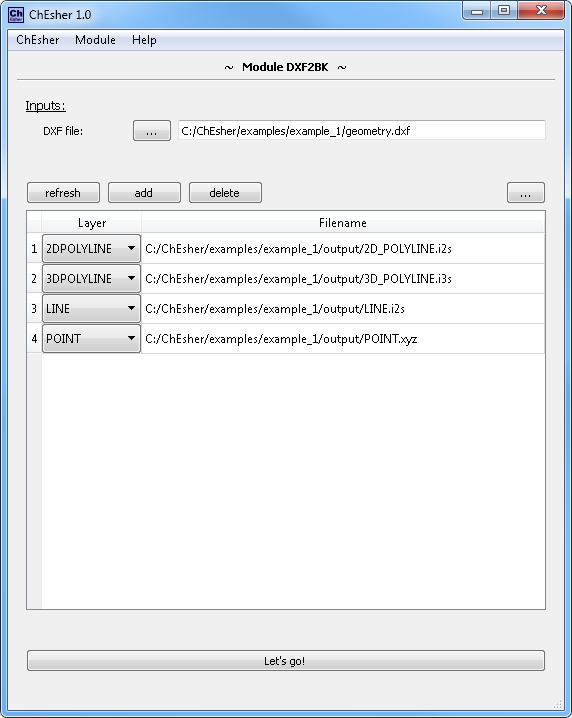 Ch ChEsher 1.0
ChEsher Module Help
~ Module DXF2BK ~
Inputs:
DXF file: ... C:/ChEsher/examples/example_1/geometry.dxf
refresh add delete ...
Layer Filename
1 2DPOLYLINE C:/ChEsher/examples/example_1/output/2D_POLYLINE.i2s
2 3DPOLYLINE C:/ChEsher/examples/example_1/output/3D_POLYLINE.i3s
3 LINE C:/ChEsher/examples/example_1/output/LINE.i2s
4 POINT C:/ChEsher/examples/example_1/output/POINT.xyz
Let's go!